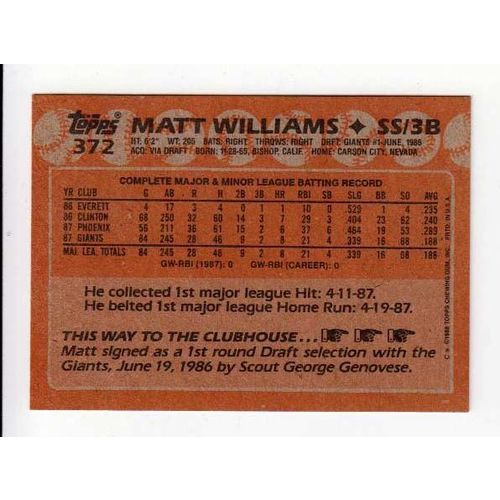 Topps
372
MATT WILLIAMS ✦ SS/3B
HT: 6'2" WT: 205 BATS: RIGHT THROWS: RIGHT DRFT: GIANTS #1-JUNE, 1986
ACQ: VIA DRAFT BORN: 11-28-65, BISHOP, CALIF. HOME: CARSON CITY, NEVADA
COMPLETE MAJOR & MINOR LEAGUE BATTING RECORD
YR CLUB G AB R H 2B 3B HR RBI SB SLG BB SO AVG
86 EVERETT 4 17 3 4 0 1 10 .529 1 4 .235
86 CLINTON 68 250 32 60 14 3 7 29 3 .404 23 62 .240
87 PHOENIX 56 211 36 61 15 2 6 37 6 .464 19 53 .289
87 GIANTS 84 245 28 46 9 2 8 21 4 .339 16 68 .188
MAJ. LEA. TOTALS 84 245 28 46 9 2 8 21 4 .339 16 68 .188
GW-RBI (1987): 0 GW-RBI (CAREER): 0
He collected 1st major league Hit: 4-11-87.
He belted 1st major league Home Run: 4-19-87.
THIS WAY TO THE CLUBHOUSE . . .
Matt signed as a 1st round Draft selection with the
Giants, June 19, 1986 by Scout George Genovese.
©1988 TOPPS CHEWING GUM, INC. PRTD. IN U.S.A.